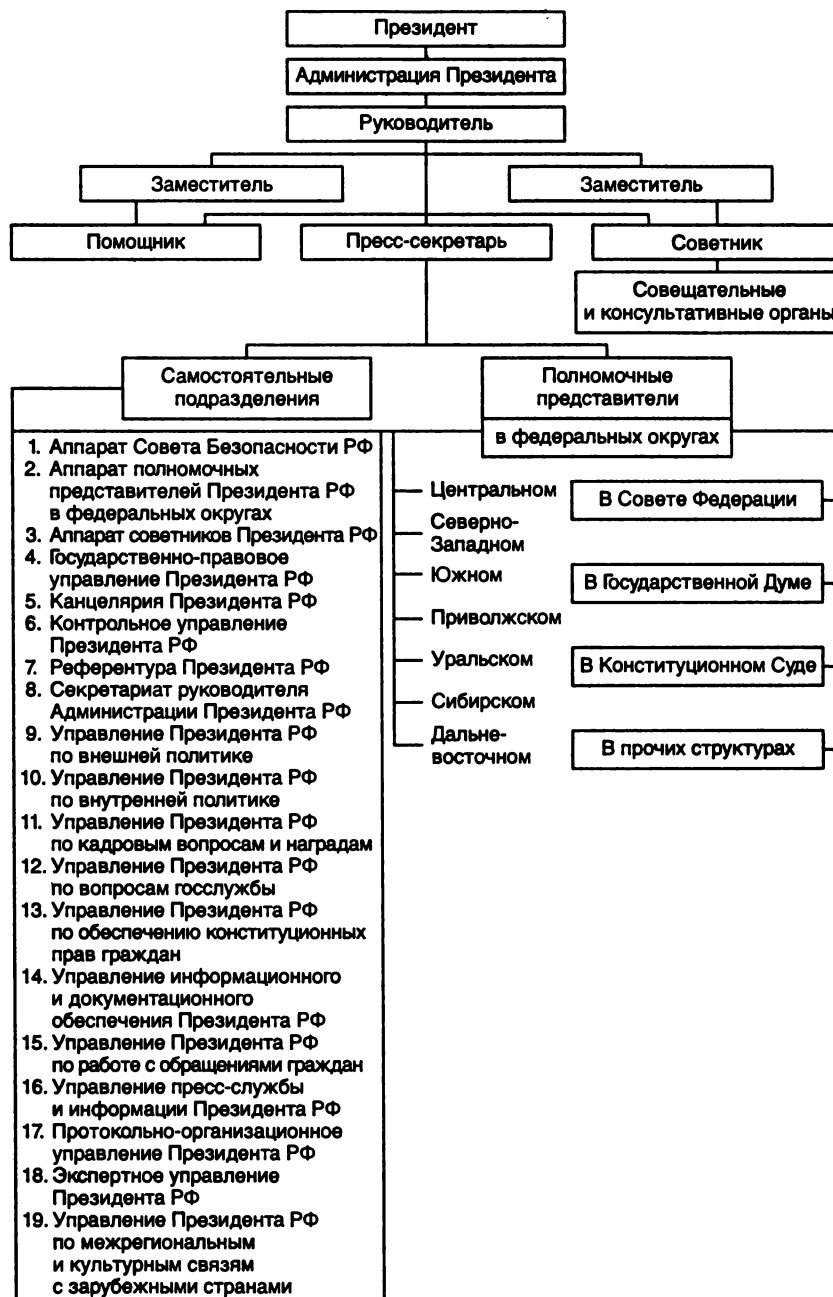 Президент
Администрация Президента
Руководитель
Заместитель
Заместитель
Помощник
Пресс-секретарь
Советник
Совещательные
и консультативные органы
Самостоятельные
подразделения
Полномочные
представители
в федеральных округах
1. Аппарат Совета Безопасности РФ
2. Аппарат полномочных
представителей Президента РФ
в федеральных округах
3. Аппарат советников Президента РФ
4. Государственно-правовое
управление Президента РФ
5. Канцелярия Президента РФ
6. Контрольное управление
Президента РФ
7. Референтура Президента РФ
8. Секретариат руководителя
Администрации Президента РФ
9. Управление Президента РФ
по внешней политике
10. Управление Президента РФ
по внутренней политике
11. Управление Президента РФ
по кадровым вопросам и наградам
12. Управление Президента РФ
по вопросам госслужбы
13. Управление Президента РФ
по обеспечению конституционных
прав граждан
14. Управление информационного
и документационного
обеспечения Президента РФ
15. Управление Президента РФ
по работе с обращениями граждан
16. Управление пресс-службы
и информации Президента РФ
17. Протокольно-организационное
управление Президента РФ
18. Экспертное управление
Президента РФ
19. Управление Президента РФ
по межрегиональным
и культурным связям
с зарубежными странами
Центральном
Северно-
Западном
Южном
Приволжском
Уральском
Сибирском
Дальне-
восточном
В Совете Федерации
В Государственной Думе
В Конституционном Суде
В прочих структурах